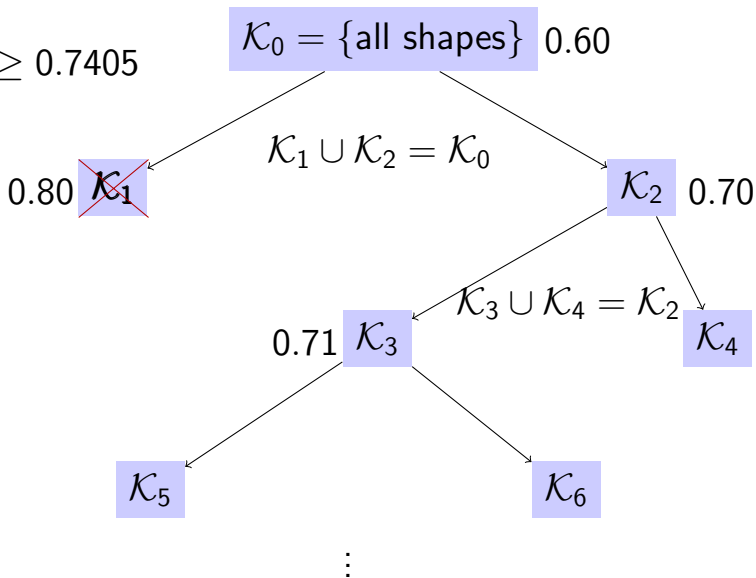 𝒦₀ = {all shapes} 0.60
≥ 0.7405
𝒦₁ ∪ 𝒦₂ = 𝒦₀
0.80 𝒦₁
𝒦₂ 0.70
𝒦₃ ∪ 𝒦₄ = 𝒦₂
0.71 𝒦₃
𝒦₄
𝒦₅
𝒦₆
⋮